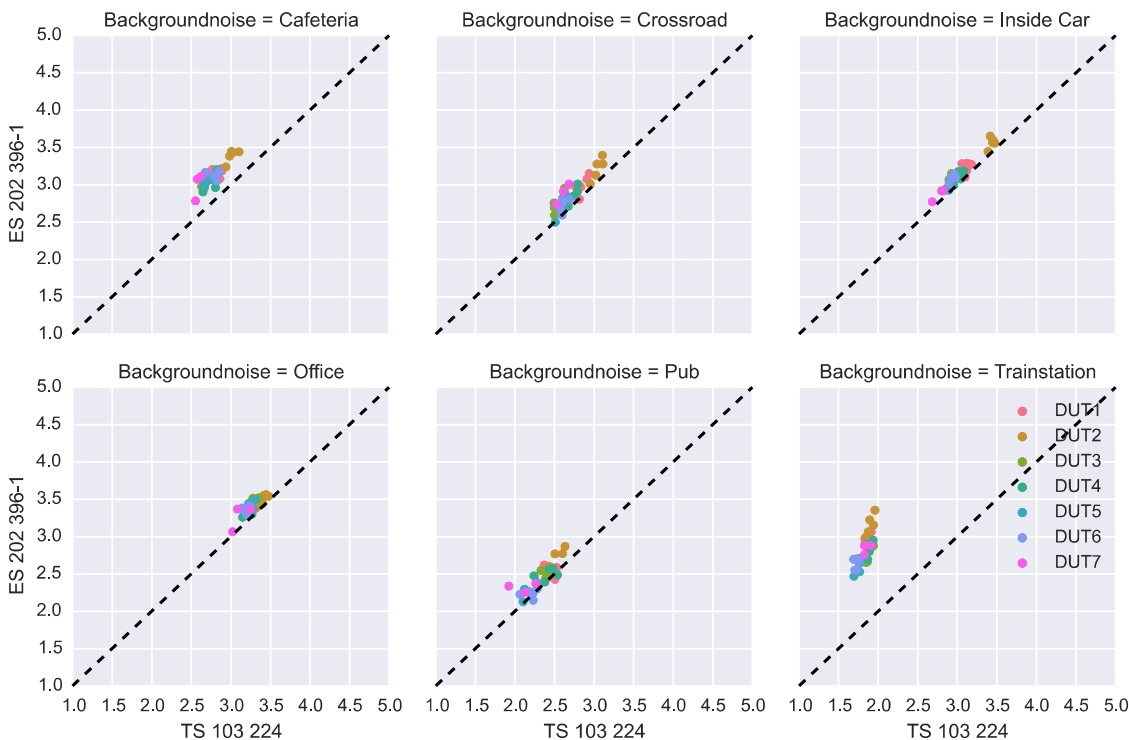 Backgroundnoise = Cafeteria
Backgroundnoise = Crossroad
Backgroundnoise = Inside Car
5.0
4.5
4.0
3.5
3.0
2.5
2.0
1.5
1.0
ES 202 396-1
Backgroundnoise = Office
Backgroundnoise = Pub
Backgroundnoise = Trainstation
5.0
4.5
4.0
3.5
3.0
2.5
2.0
1.5
1.0
ES 202 396-1
DUT1
DUT2
DUT3
DUT4
DUT5
DUT6
DUT7
1.0 1.5 2.0 2.5 3.0 3.5 4.0 4.5 5.0
TS 103 224
1.0 1.5 2.0 2.5 3.0 3.5 4.0 4.5 5.0
TS 103 224
1.0 1.5 2.0 2.5 3.0 3.5 4.0 4.5 5.0
TS 103 224